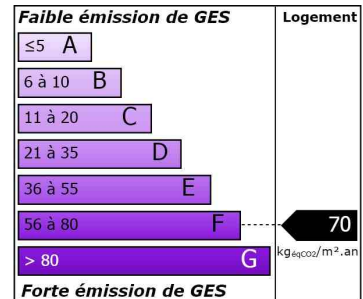 Faible émission de GES
Logement
≤5 A
6 à 10 B
11 à 20 C
21 à 35 D
36 à 55 E
56 à 80 F
70
kgéqCO2/m².an
> 80 G
Forte émission de GES